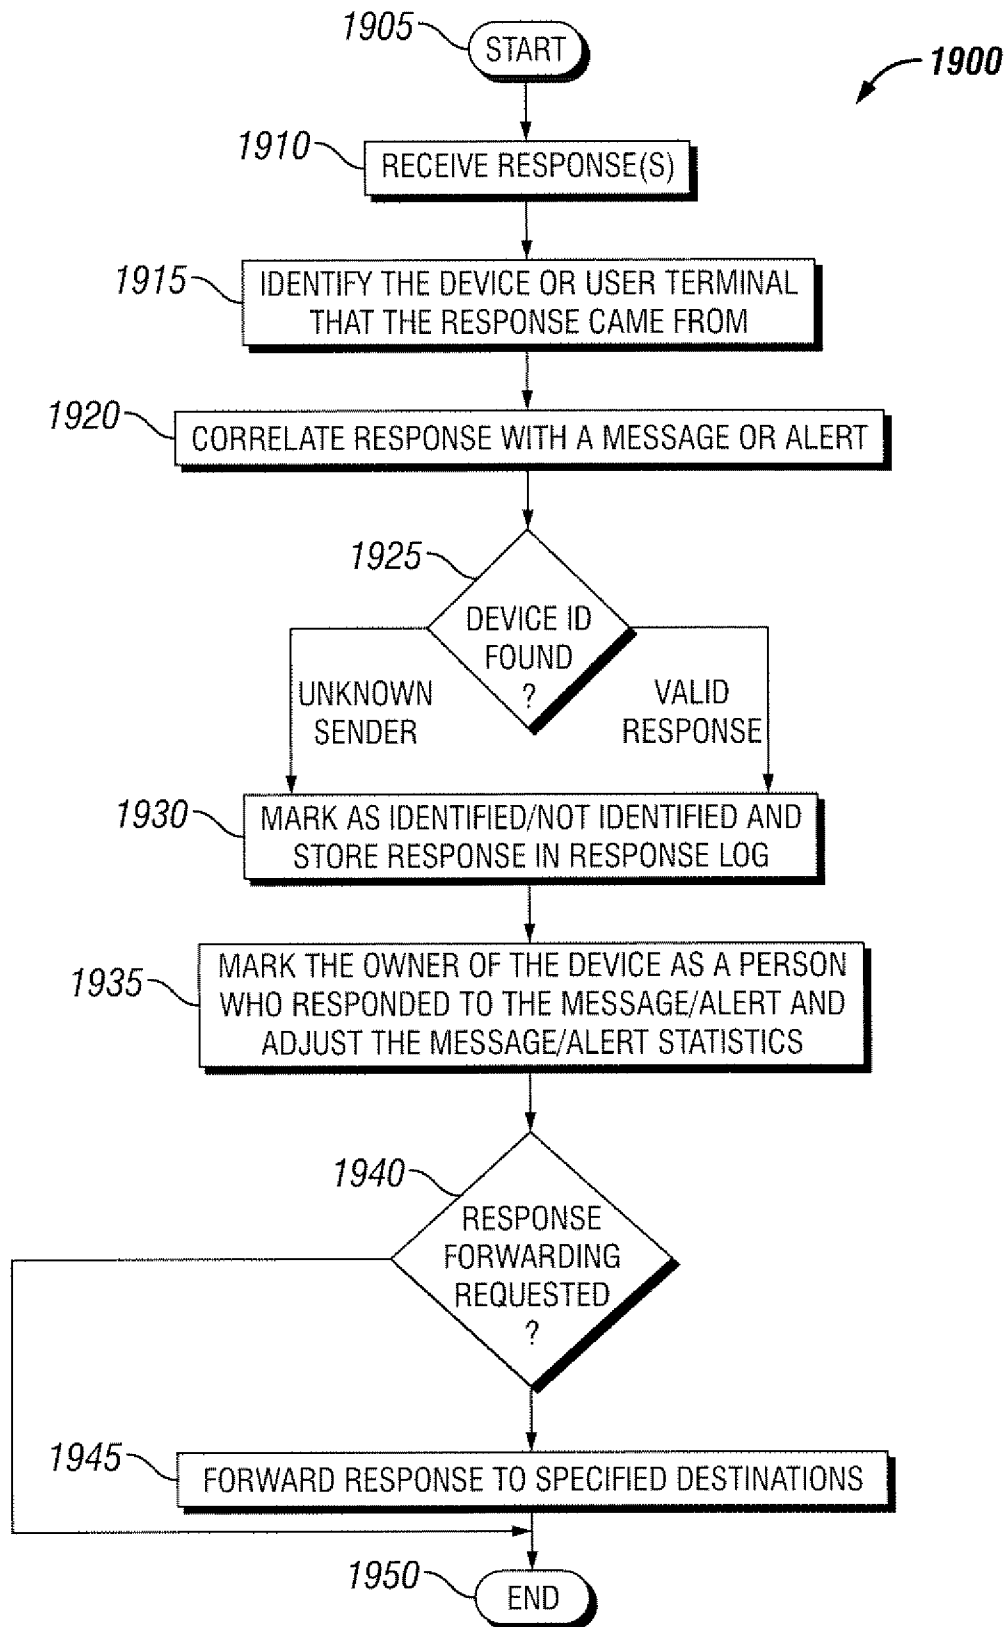 1905
START
1900
1910
RECEIVE RESPONSE(S)
1915
IDENTIFY THE DEVICE OR USER TERMINAL
THAT THE RESPONSE CAME FROM
1920
CORRELATE RESPONSE WITH A MESSAGE OR ALERT
1925
DEVICE ID
FOUND
?
UNKNOWN
SENDER
VALID
RESPONSE
1930
MARK AS IDENTIFIED/NOT IDENTIFIED AND
STORE RESPONSE IN RESPONSE LOG
1935
MARK THE OWNER OF THE DEVICE AS A PERSON
WHO RESPONDED TO THE MESSAGE/ALERT AND
ADJUST THE MESSAGE/ALERT STATISTICS
1940
RESPONSE
FORWARDING
REQUESTED
?
1945
FORWARD RESPONSE TO SPECIFIED DESTINATIONS
1950
END